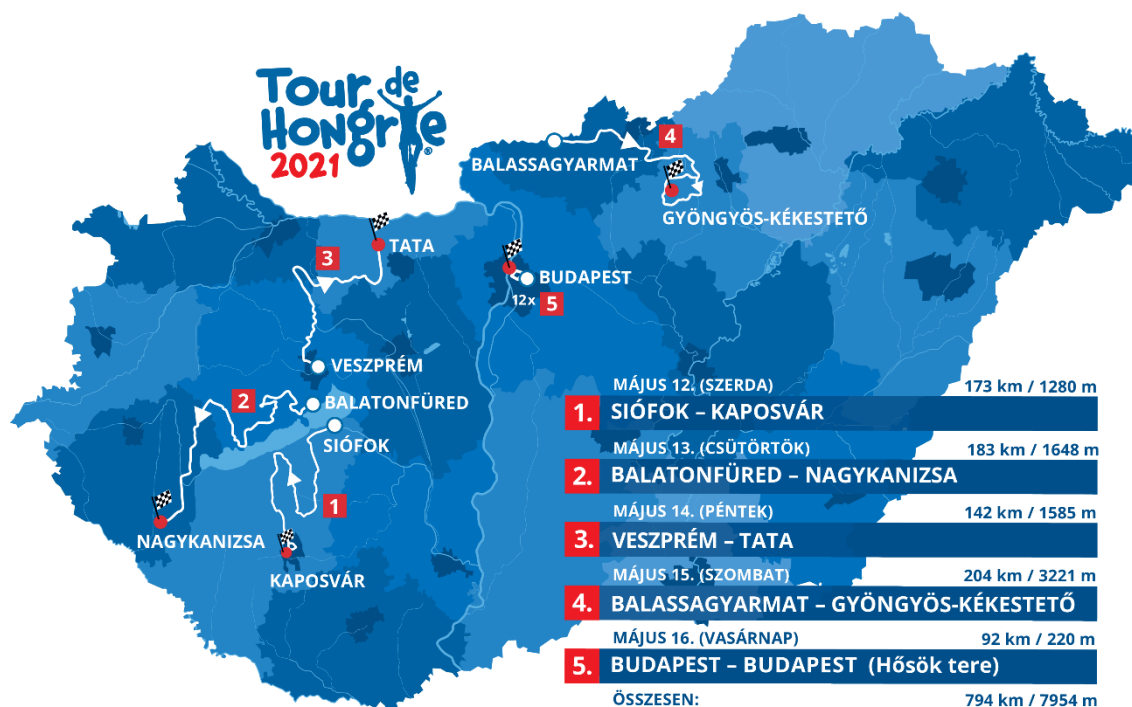 Tour de
Hongrie
2021
4
BALASSAGYARMAT
GYÖNGYÖS-KÉKESTETŐ
TATA
3
BUDAPEST
12x 5
VESZPRÉM
2
BALATONFÜRED
SIÓFOK
1
NAGYKANIZSA
KAPOSVÁR
MÁJUS 12. (SZERDA) 173 km / 1280 m
1. SIÓFOK – KAPOSVÁR
MÁJUS 13. (CSÜTÖRTÖK) 183 km / 1648 m
2. BALATONFÜRED – NAGYKANIZSA
MÁJUS 14. (PÉNTEK) 142 km / 1585 m
3. VESZPRÉM – TATA
MÁJUS 15. (SZOMBAT) 204 km / 3221 m
4. BALASSAGYARMAT – GYÖNGYÖS-KÉKESTETŐ
MÁJUS 16. (VASÁRNAP) 92 km / 220 m
5. BUDAPEST – BUDAPEST (Hősök tere)
ÖSSZESEN: 794 km / 7954 m